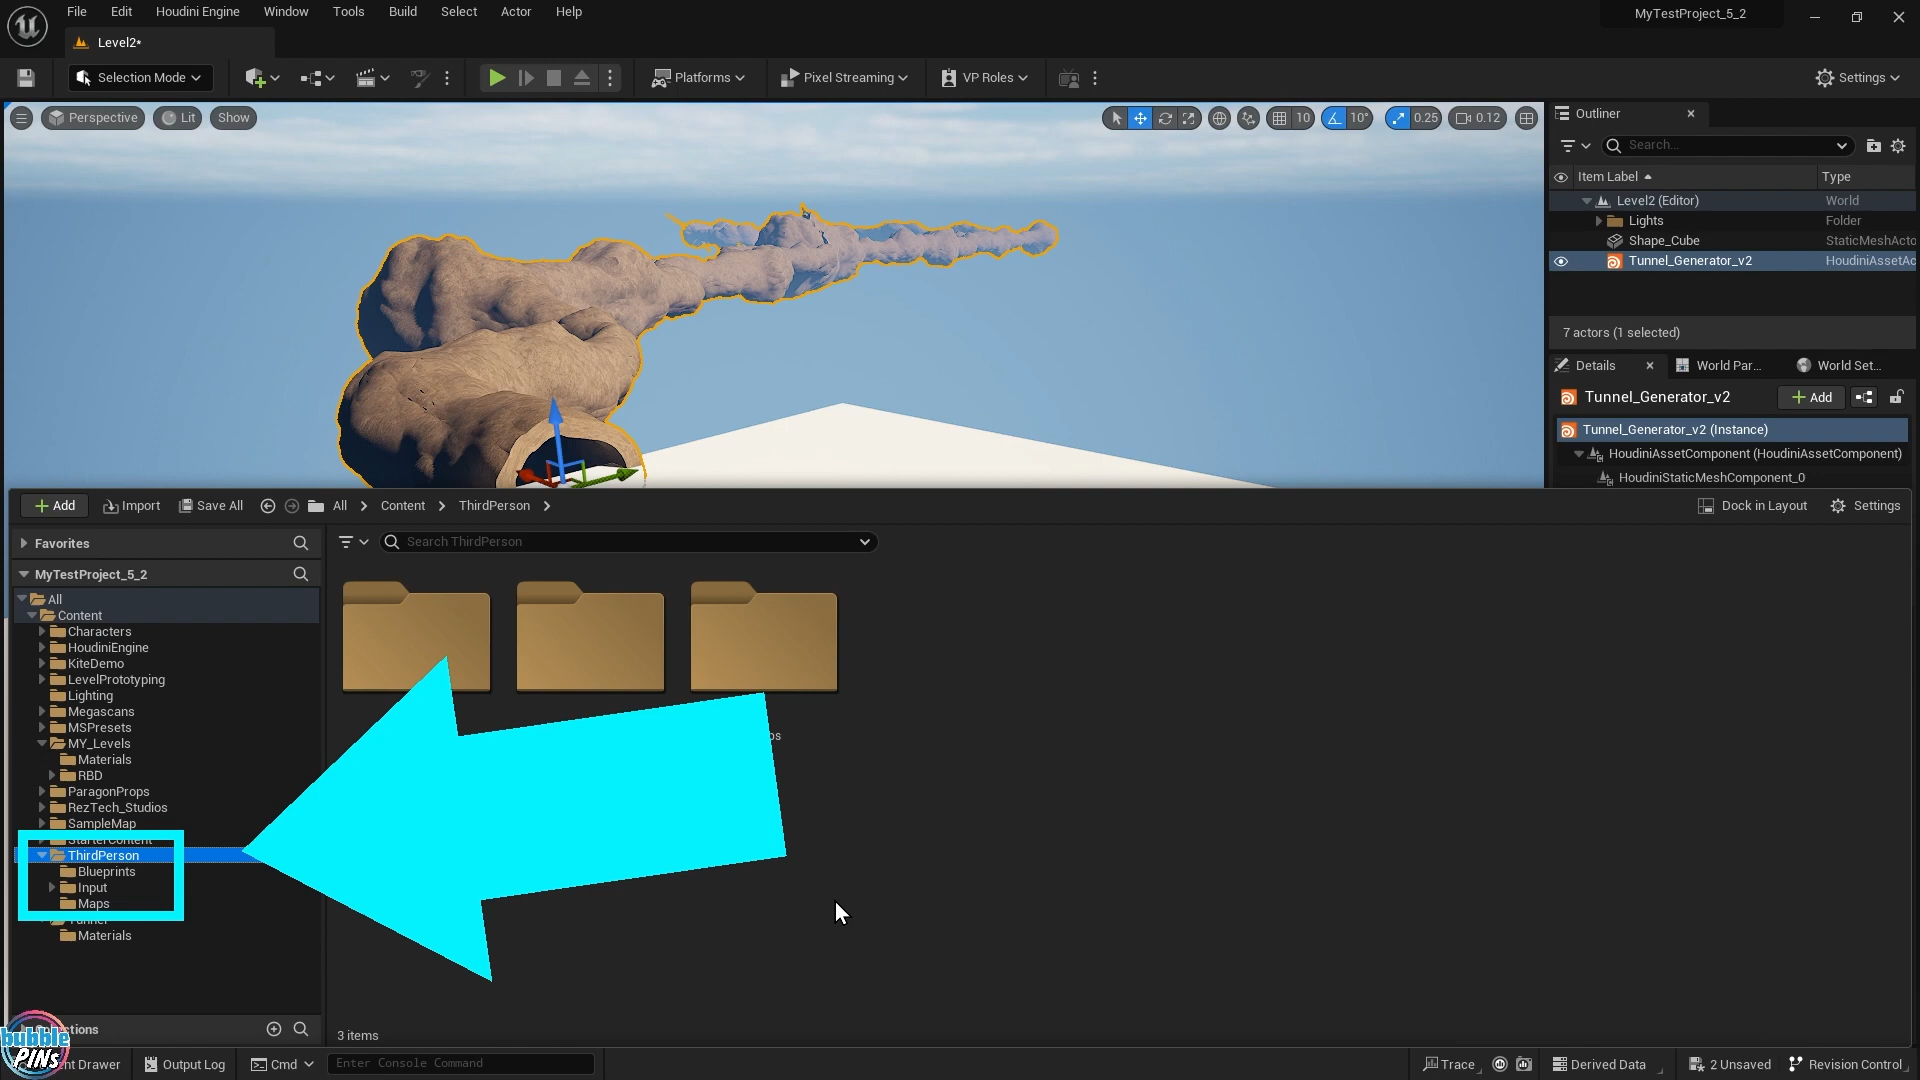 File Edit View Houdini Engine Window Tools Build Select Actor Help
MyTestProject_5_2
Level2*
Selection Mode
Platforms
Pixel Streaming
VP Roles
Settings
Perspective Lit Show
10 10° 0.25 0.12
Outliner
Search...
Item Label Type
Level2 (Editor) World
Lights Folder
Shape_Cube StaticMeshActo
Tunnel_Generator_v2 HoudiniAssetAc
7 actors (1 selected)
Details World Par... World Set...
Tunnel_Generator_v2 Add
Tunnel_Generator_v2 (Instance)
HoudiniAssetComponent (HoudiniAssetComponent)
HoudiniStaticMeshComponent_0
Add Import Save All All Content ThirdPerson Dock in Layout Settings
Favorites
Search ThirdPerson
MyTestProject_5_2
All
Content
Characters
HoudiniEngine
KiteDemo
LevelPrototyping
Lighting
Megascans
MSPresets
MY_Levels
Materials
RBD
ParagonProps
RezTech_Studios
SampleMap
StarterContent
ThirdPerson
Blueprints
Input
Maps
Tunnel
Materials
3 items
bubble
PINs
Output Log Cmd Enter Console Command
Trace Derived Data 2 Unsaved Revision Control